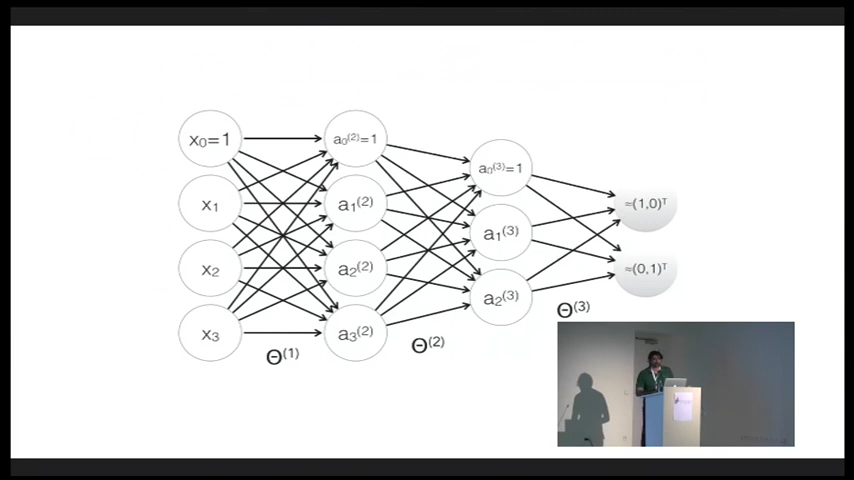 x₀=1
x₁
x₂
x₃
Θ⁽¹⁾
a₀⁽²⁾=1
a₁⁽²⁾
a₂⁽²⁾
a₃⁽²⁾
Θ⁽²⁾
a₀⁽³⁾=1
a₁⁽³⁾
a₂⁽³⁾
Θ⁽³⁾
≈(1,0)ᵀ
≈(0,1)ᵀ